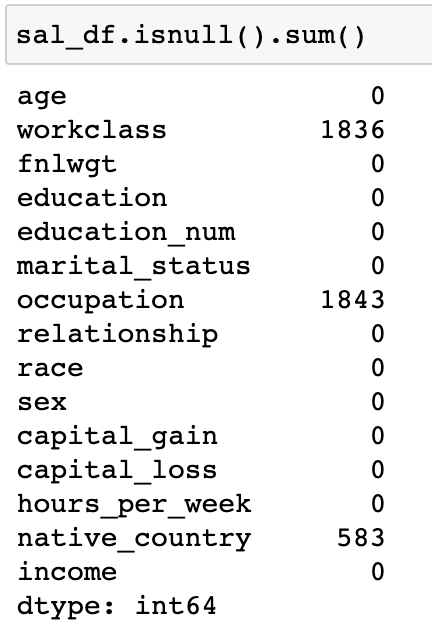 sal_df.isnull().sum()
age 0
workclass 1836
fnlwgt 0
education 0
education_num 0
marital_status 0
occupation 1843
relationship 0
race 0
sex 0
capital_gain 0
capital_loss 0
hours_per_week 0
native_country 583
income 0
dtype: int64